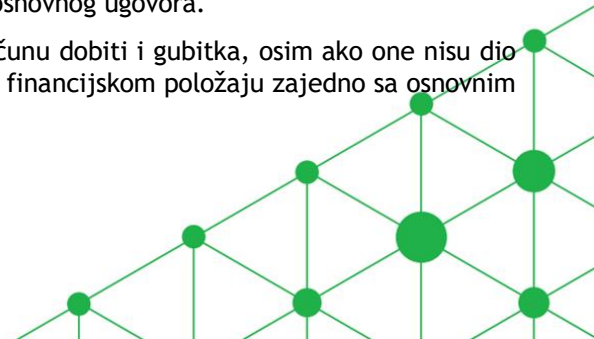 osnovnog ugovora.
čunu dobiti i gubitka, osim ako one nisu dio
financijskom položaju zajedno sa osnovnim